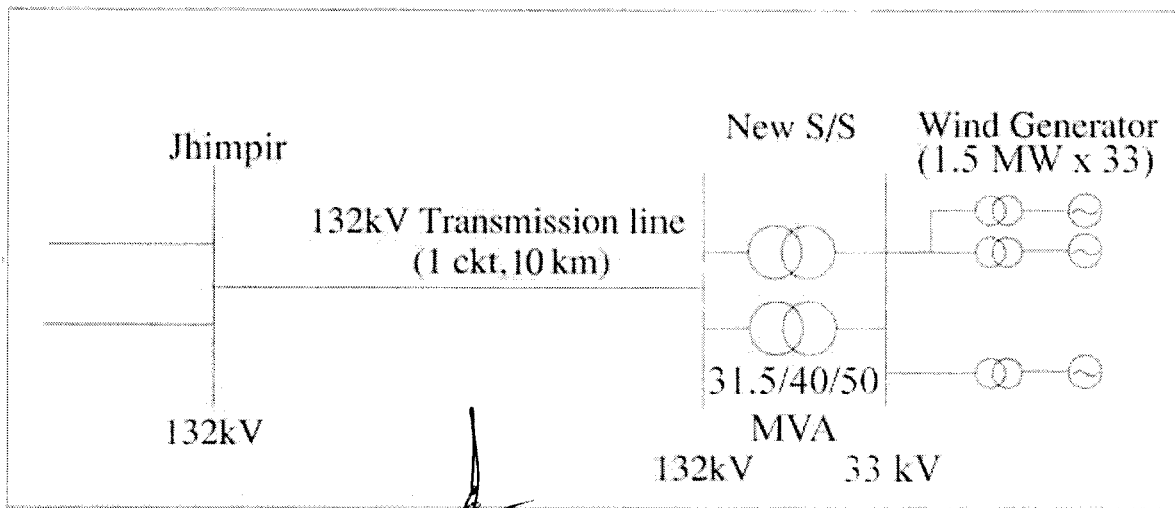 Jhimpir
132kV Transmission line
(1 ckt, 10 km)
132kV
New S/S
Wind Generator
(1.5 MW x 33)
31.5/40/50
MVA
132kV
33 kV